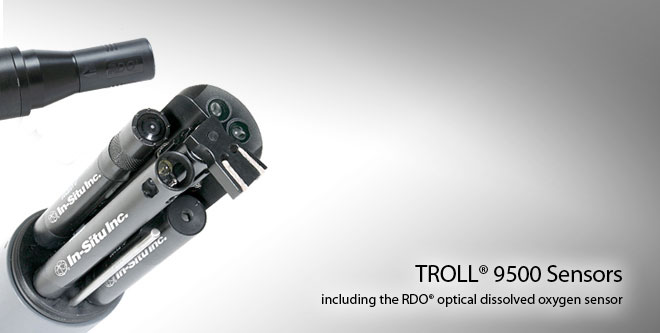 In-Situ Inc.
In-Situ Inc.
In-Situ Inc.
TROLL® 9500 Sensors
including the RDO® optical dissolved oxygen sensor